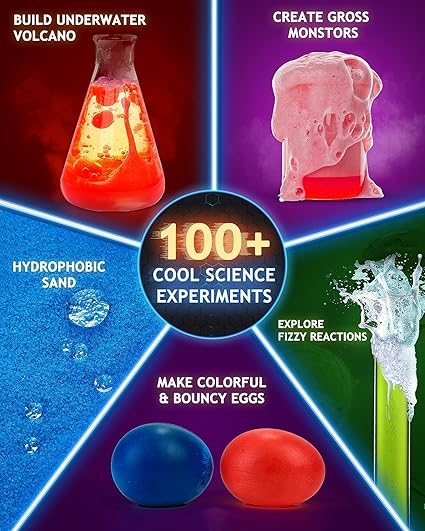 BUILD UNDERWATER
VOLCANO
CREATE GROSS
MONSTORS
100+
COOL SCIENCE
EXPERIMENTS
HYDROPHOBIC
SAND
EXPLORE
FIZZY REACTIONS
MAKE COLORFUL
& BOUNCY EGGS